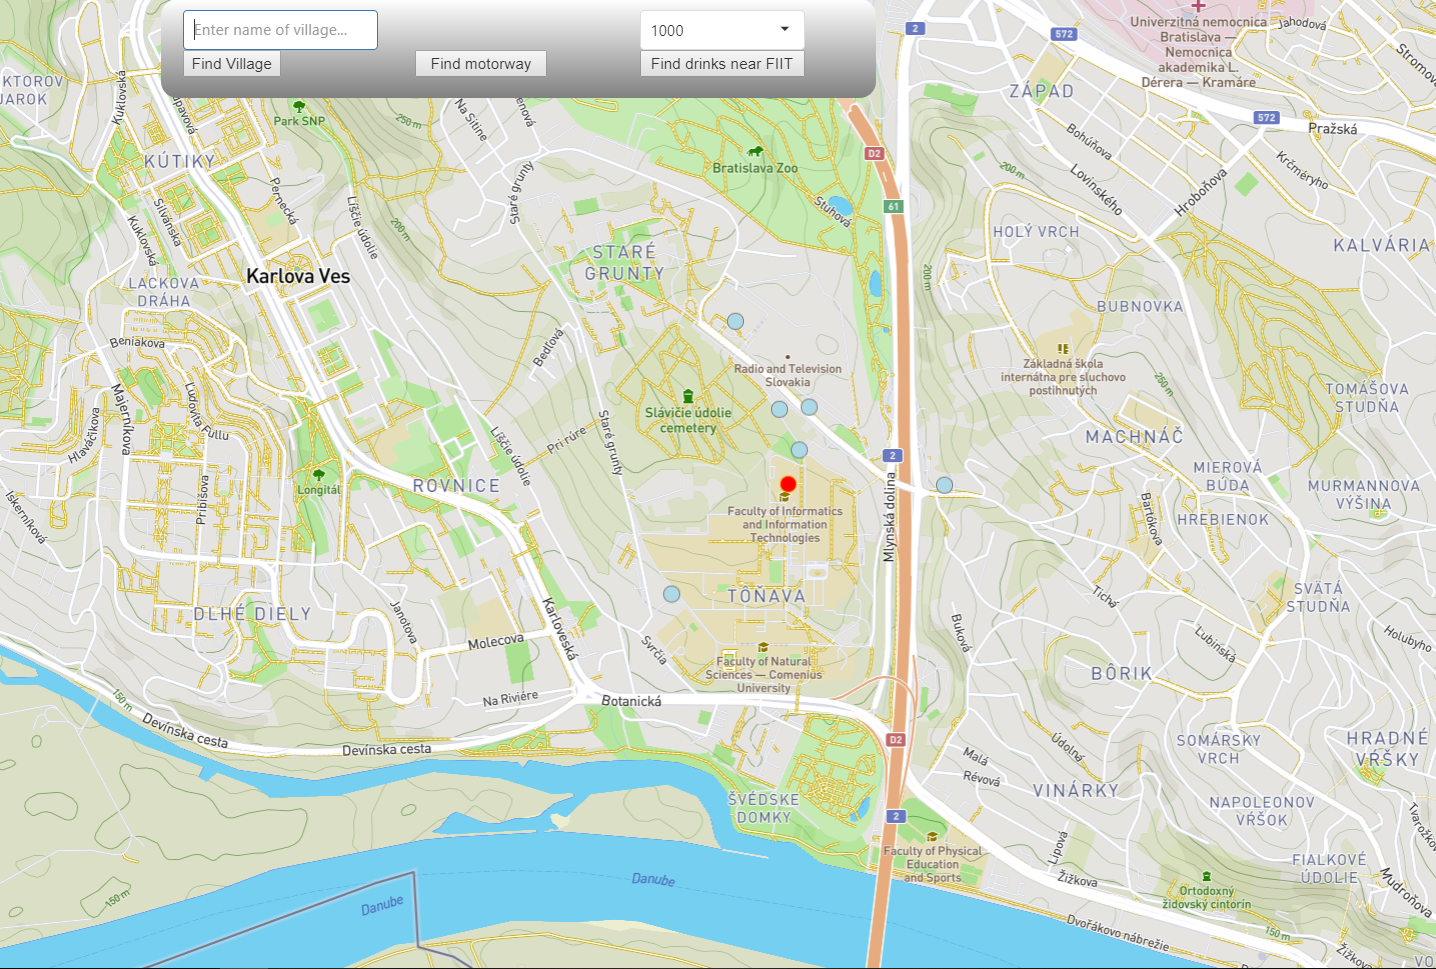 Enter name of village...
1000
Find Village
Find motorway
Find drinks near FIIT
2
572
Univerzitná nemocnica
Bratislava —
Nemocnica
akademika L.
Dérera — Kramáre
Jahodová
Stromová
KTOROV
JAROK
Kuklovská
Park SNP
250 m
Na Sitine
ZÁPAD
572
Pražská
Bohúňova
Krčméryho
KÚTIKY
Bratislava Zoo
D2
200 m
Lovinského
Hroboňova
Pernecká
Silvánska
Kuklovská
Líščie údolie
200 m
Staré grunty
Stuhová
61
HOLÝ VRCH
KALVÁRIA
STARÉ
GRUNTY
Karlova Ves
LACKOVA
DRÁHA
200 m
BUBNOVKA
Beniakova
Bedľová
Radio and Television
Slovakia
Základná škola
internátna pre sluchovo
postihnutých
250 m
TOMÁŠOVA
STUDŇA
Majerníkova
Ľudovíta Fullu
Hlaváčikova
Slávičie údolie
cemetery
Staré grunty
Pri rúre
Líščie údolie
MACHNÁČ
2
MIEROVÁ
BÚDA
MURMANNOVA
VÝŠINA
Longitál
ROVNICE
Pribišova
Iskerníková
Faculty of Informatics
and Information
Technologies
Mlynská dolina
Bartókova
HREBIENOK
TOŇAVA
Tichá
SVÄTÁ
STUDŇA
DLHÉ DIELY
Janotova
Molecova
Karloveská
Svrčia
Buková
Lubinská
Holubyho
Faculty of Natural
Sciences — Comenius
University
BÔRIK
Na Riviére
Botanická
150 m
Devínska cesta
Devínska cesta
D2
Malá
Révová
Údolná
SOMÁRSKY
VRCH
HRADNÉ
VŔŠKY
VINÁRKY
ŠVÉDSKE
DOMKY
2
NAPOLEONOV
VŔŠOK
Tvarožkov
Faculty of Physical
Education
and Sports
Lipová
Žižkova
FIALKOVÉ
ÚDOLIE
Mudroňova
Ortodoxný
židovský cintorín
150 m
Danube
Danube
Dvořákovo nábrežie
150 m
Žižkova
VO